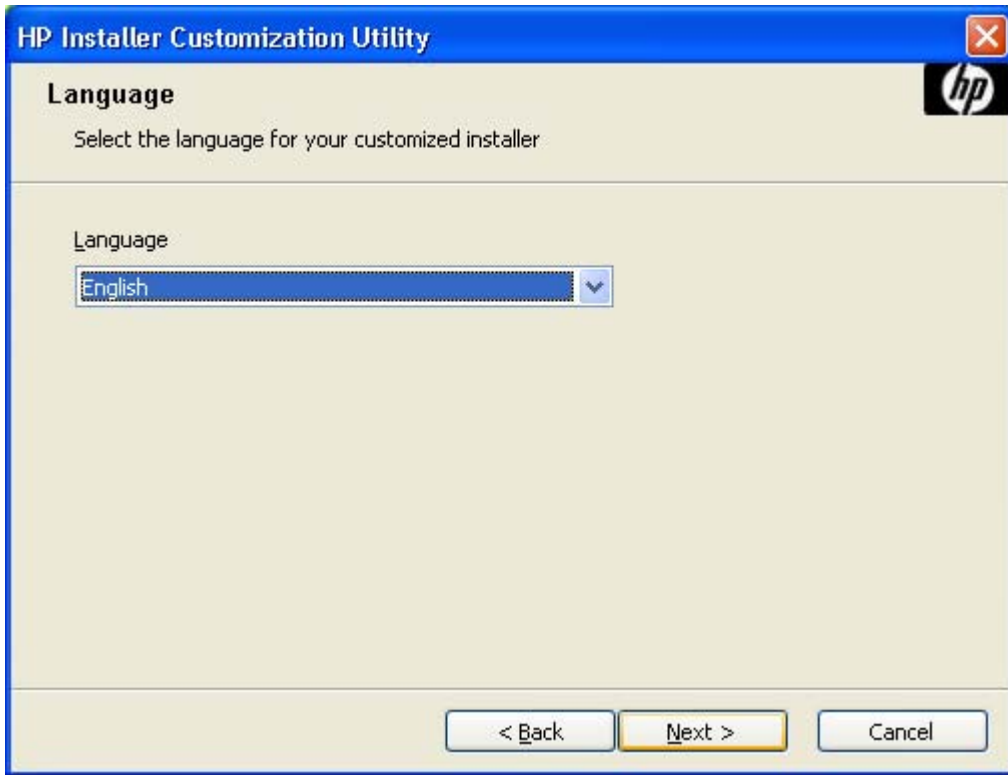 HP Installer Customization Utility
hp
Language
Select the language for your customized installer
Language
English
< Back Next > Cancel